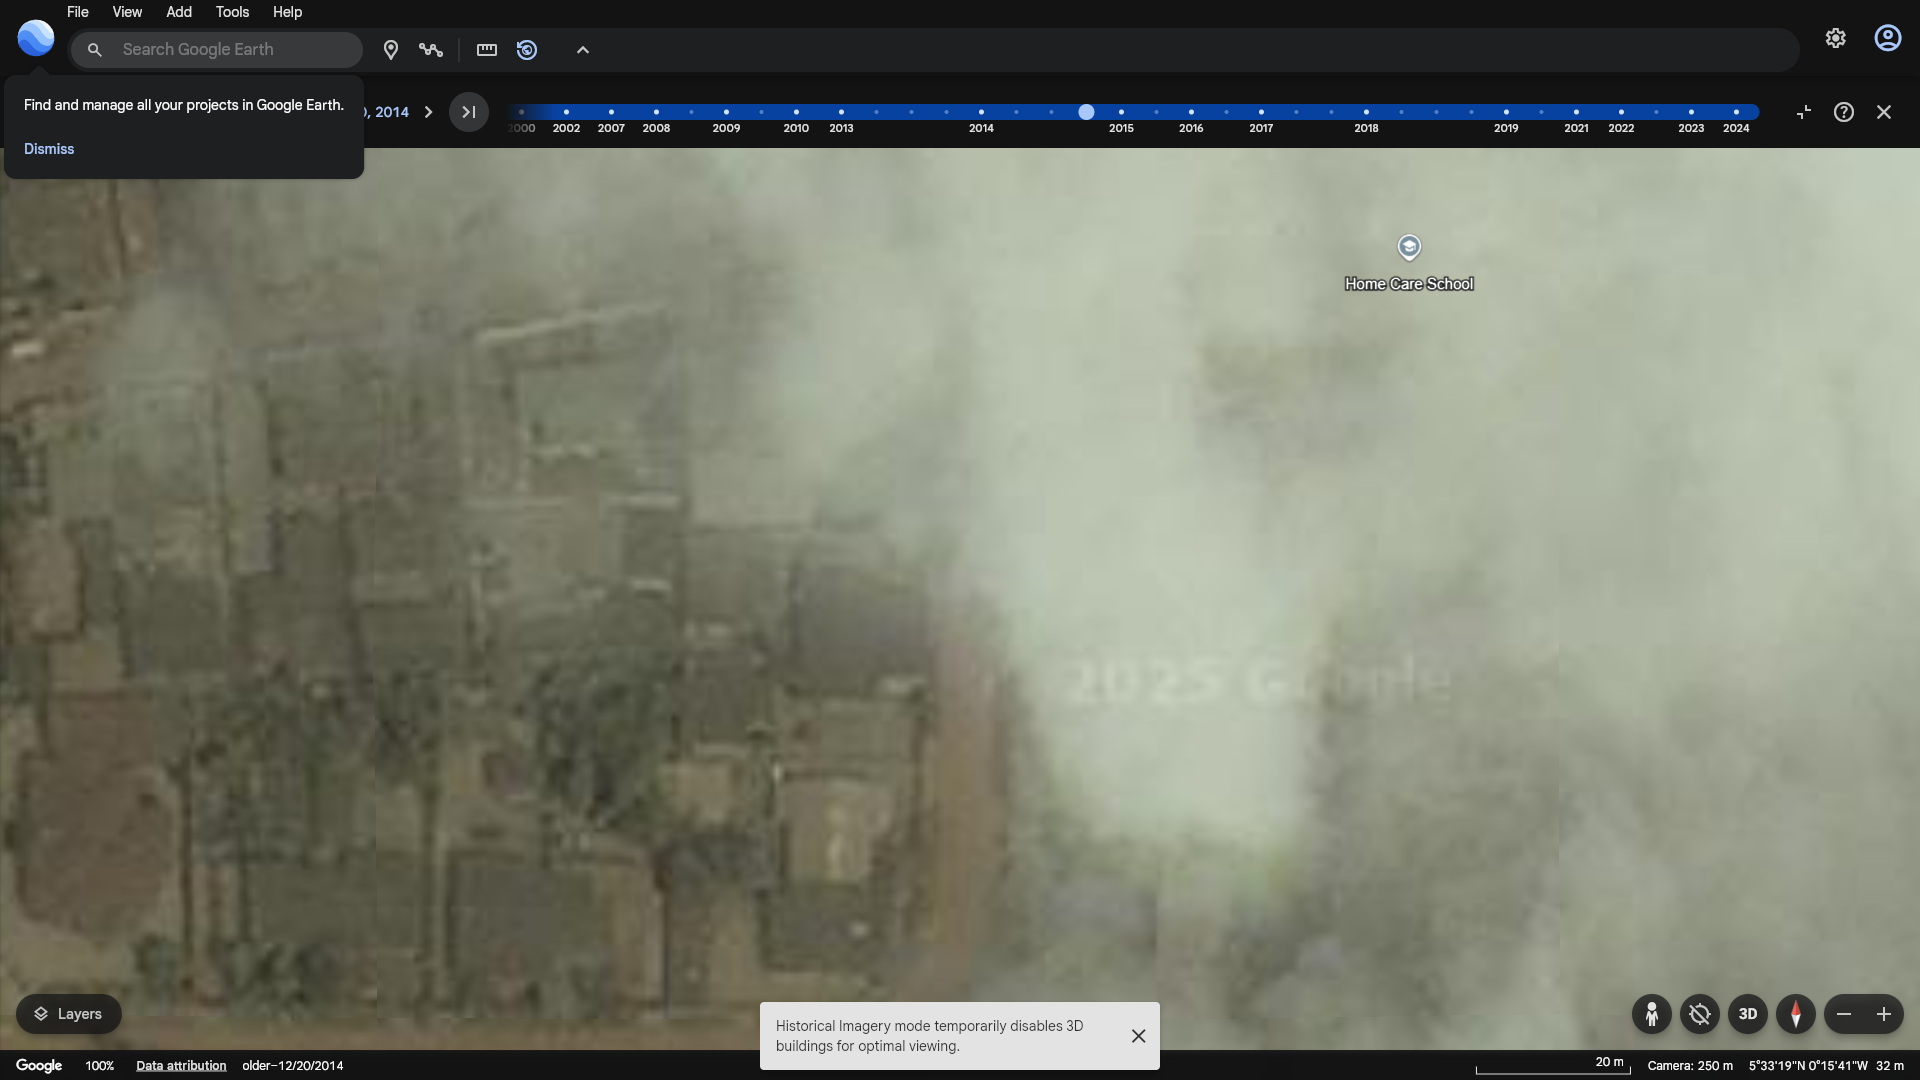 File View Add Tools Help
Search Google Earth
Find and manage all your projects in Google Earth.
Dismiss
, 2014
2000 2002 2007 2008 2009 2010 2013 2014 2015 2016 2017 2018 2019 2021 2022 2023 2024
Home Care School
2025 Google
Layers
3D
Historical Imagery mode temporarily disables 3D
buildings for optimal viewing.
Google 100% Data attribution older–12/20/2014
20 m Camera: 250 m 5°33'19"N 0°15'41"W 32 m